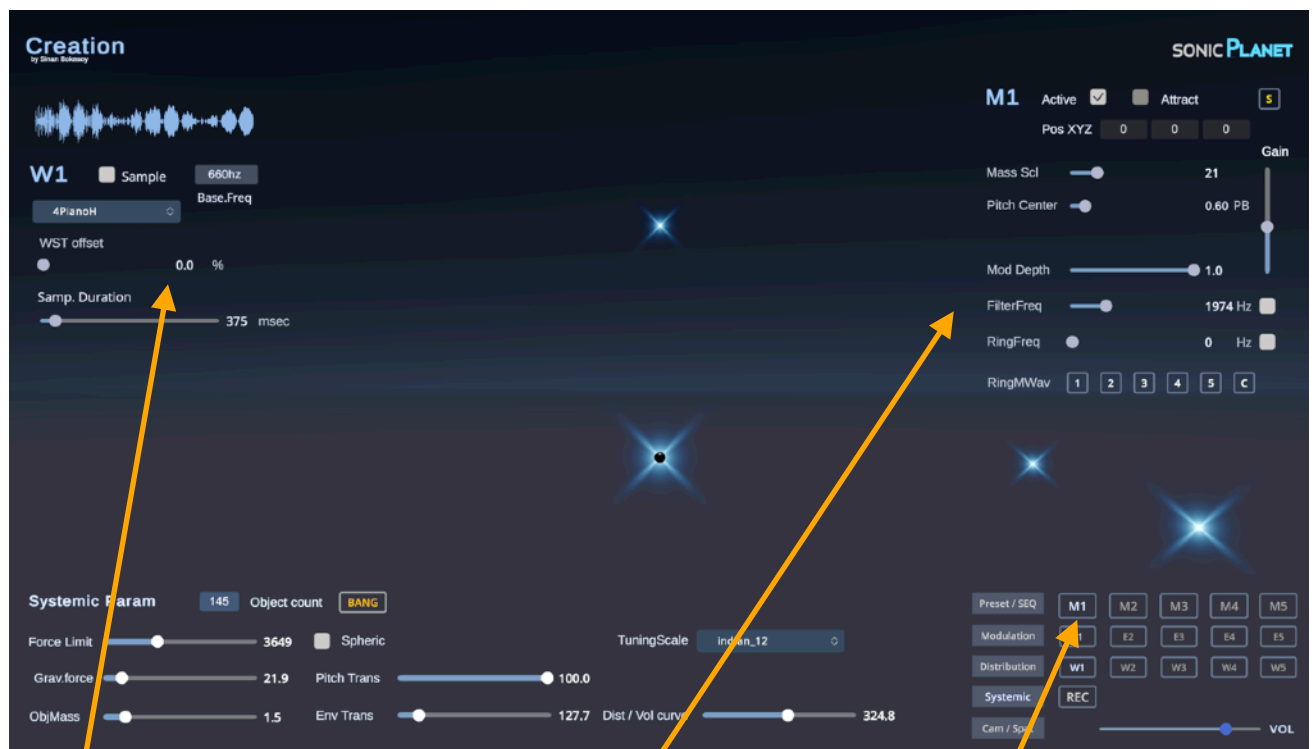 Creation
by Sinan Bokesoy
SONIC PLANET
M1 Active Attract S
Pos XYZ 0 0 0
Gain
Mass Scl 21
Pitch Center 0.60 PB
Mod Depth 1.0
FilterFreq 1974 Hz
RingFreq 0 Hz
RingMWav 1 2 3 4 5 C
W1 Sample 660hz
Base.Freq
4PianoH
WST offset
0.0 %
Samp. Duration
375 msec
Systemic Param 145 Object count BANG
Force Limit 3649 Spheric TuningScale indian_12
Grav.force 21.9 Pitch Trans 100.0
ObjMass 1.5 Env Trans 127.7 Dist / Vol curve 324.8
Preset / SEQ M1 M2 M3 M4 M5
Modulation E2 E3 E4 E5
Distribution W1 W2 W3 W4 W5
Systemic REC
Cam / VOL